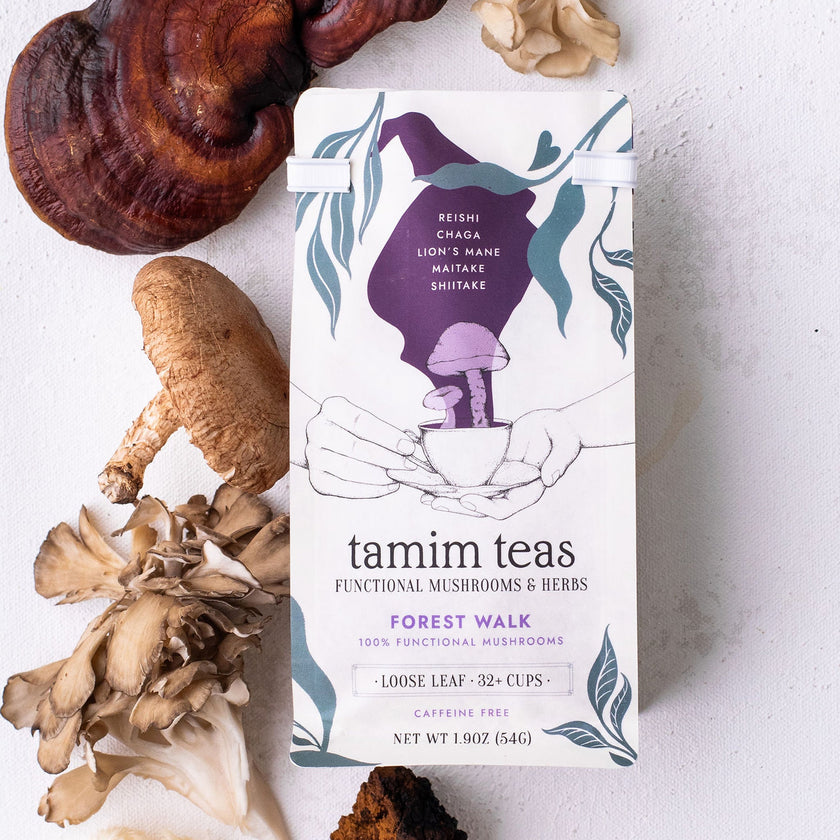 REISHI
CHAGA
LION'S MANE
MAITAKE
SHIITAKE
tamim teas
FUNCTIONAL MUSHROOMS & HERBS
FOREST WALK
100% FUNCTIONAL MUSHROOMS
· LOOSE LEAF · 32+ CUPS ·
CAFFEINE FREE
NET WT 1.9OZ (54G)